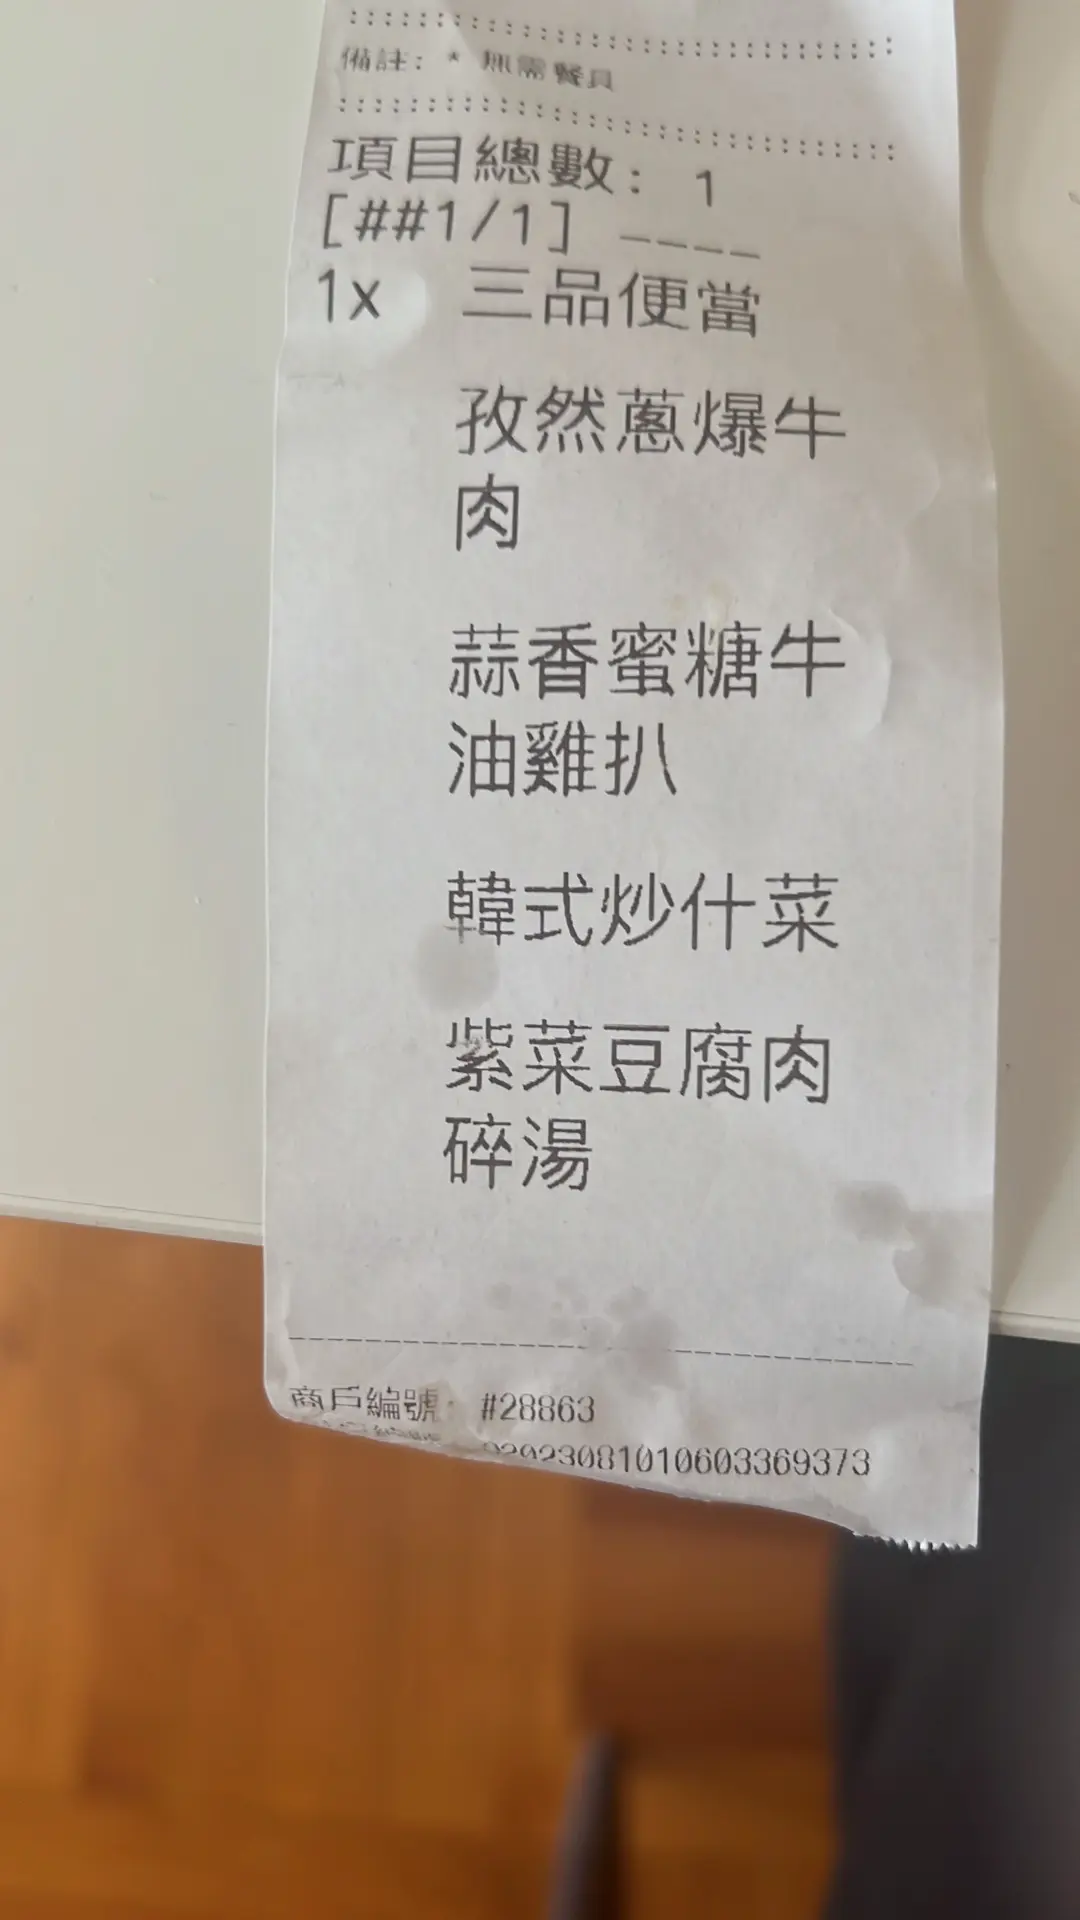 備註: * 無需餐具
項目總數: 1
[##1/1] ____
1x 三品便當
孜然蔥爆牛
肉
蒜香蜜糖牛
油雞扒
韓式炒什菜
紫菜豆腐肉
碎湯
商戶編號: #28863
081010603369373